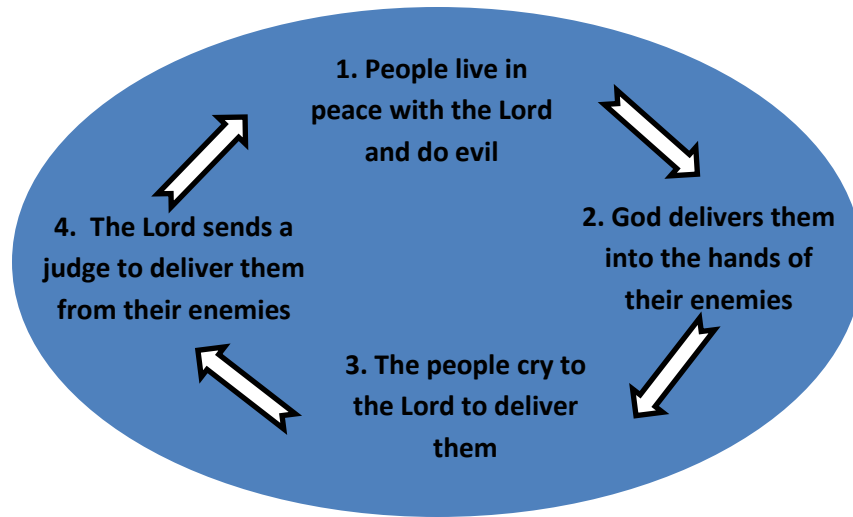 1. People live in
peace with the Lord
and do evil
2. God delivers them
into the hands of
their enemies
3. The people cry to
the Lord to deliver
them
4.  The Lord sends a
judge to deliver them
from their enemies